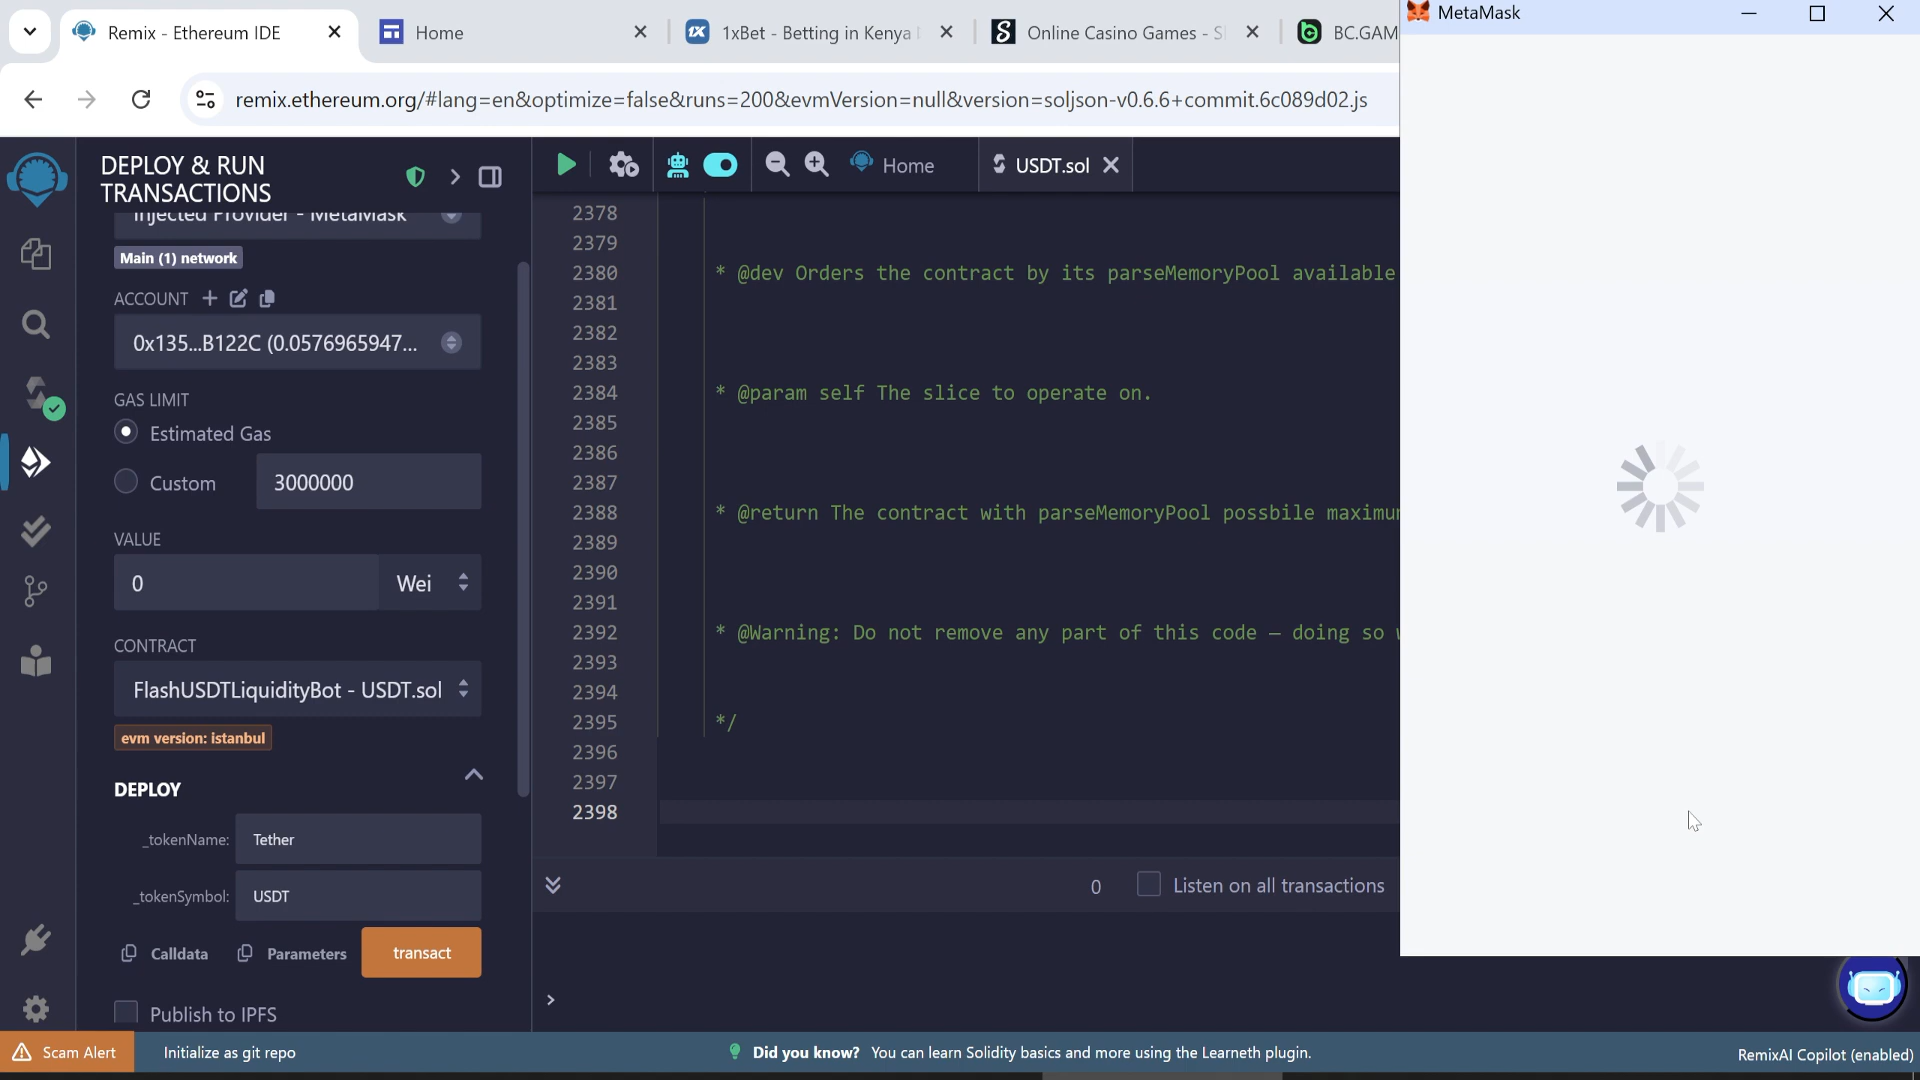 Remix - Ethereum IDE
Home
1xBet - Betting in Kenya
Online Casino Games - S
BC.GAM
MetaMask
remix.ethereum.org/#lang=en&optimize=false&runs=200&evmVersion=null&version=soljson-v0.6.6+commit.6c089d02.js
DEPLOY & RUN
TRANSACTIONS
Home
USDT.sol
Injected Provider - MetaMask
Main (1) network
ACCOUNT
0x135...B122C (0.0576965947...
GAS LIMIT
Estimated Gas
Custom
3000000
VALUE
0
Wei
CONTRACT
FlashUSDTLiquidityBot - USDT.sol
evm version: istanbul
DEPLOY
_tokenName:
Tether
_tokenSymbol:
USDT
Calldata
Parameters
transact
Publish to IPFS
2378
2379
2380 * @dev Orders the contract by its parseMemoryPool available
2381
2382
2383
2384 * @param self The slice to operate on.
2385
2386
2387
2388 * @return The contract with parseMemoryPool possbile maximu
2389
2390
2391
2392 * @Warning: Do not remove any part of this code – doing so
2393
2394
2395 */
2396
2397
2398
0
Listen on all transactions
>
Scam Alert
Initialize as git repo
Did you know? You can learn Solidity basics and more using the Learneth plugin.
RemixAI Copilot (enabled)